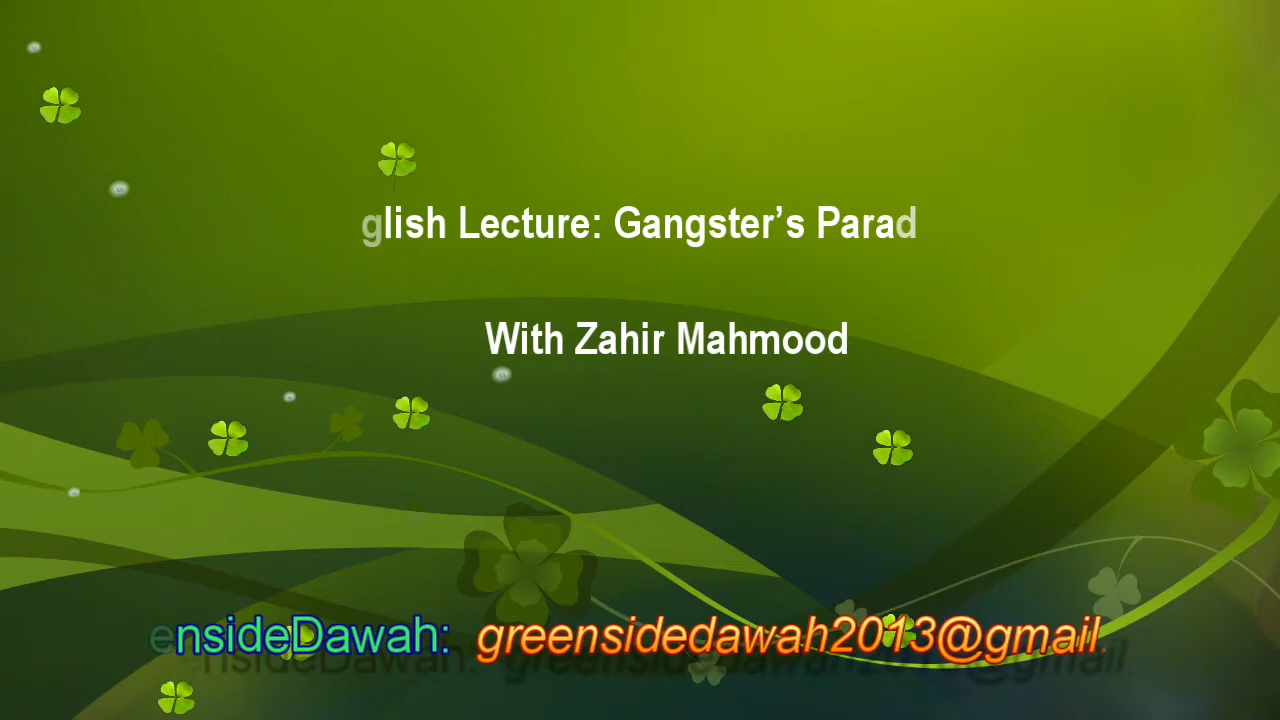 glish Lecture: Gangster’s Parad
With Zahir Mahmood
ensideDawah: greensidedawah2013@gmail.